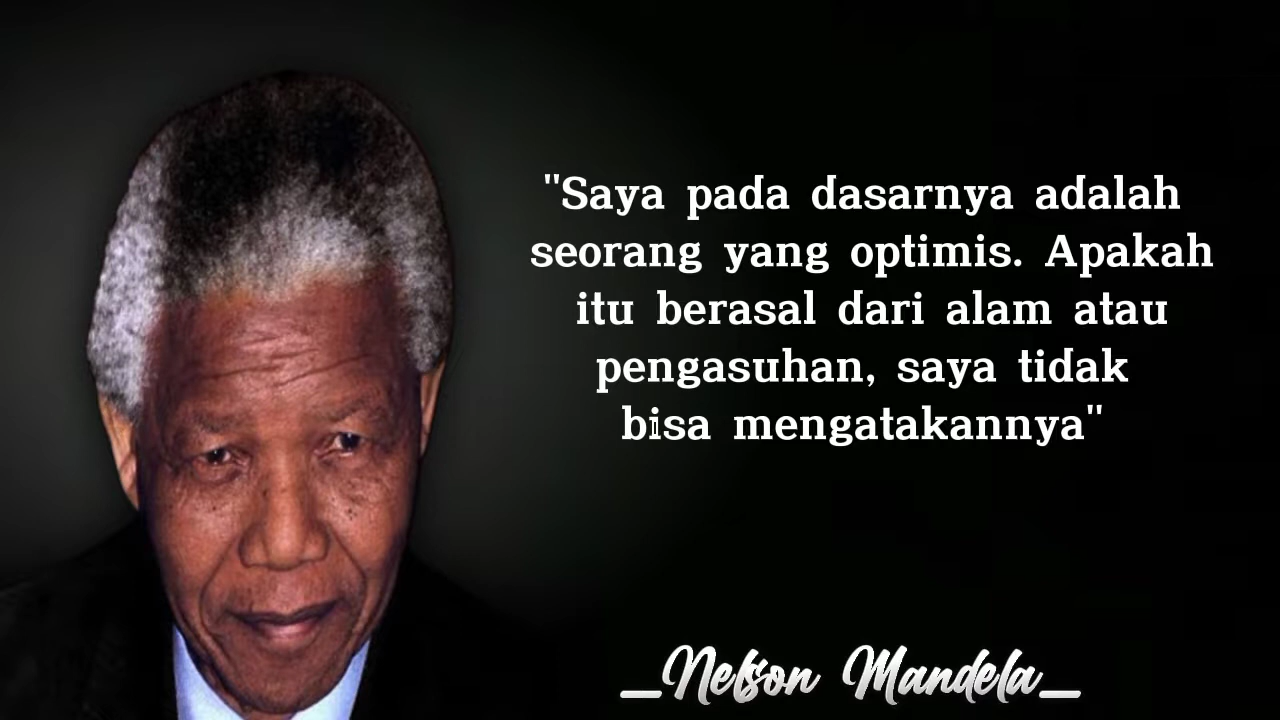 "Saya pada dasarnya adalah
seorang yang optimis. Apakah
itu berasal dari alam atau
pengasuhan, saya tidak
bisa mengatakannya"
_Nelson Mandela_